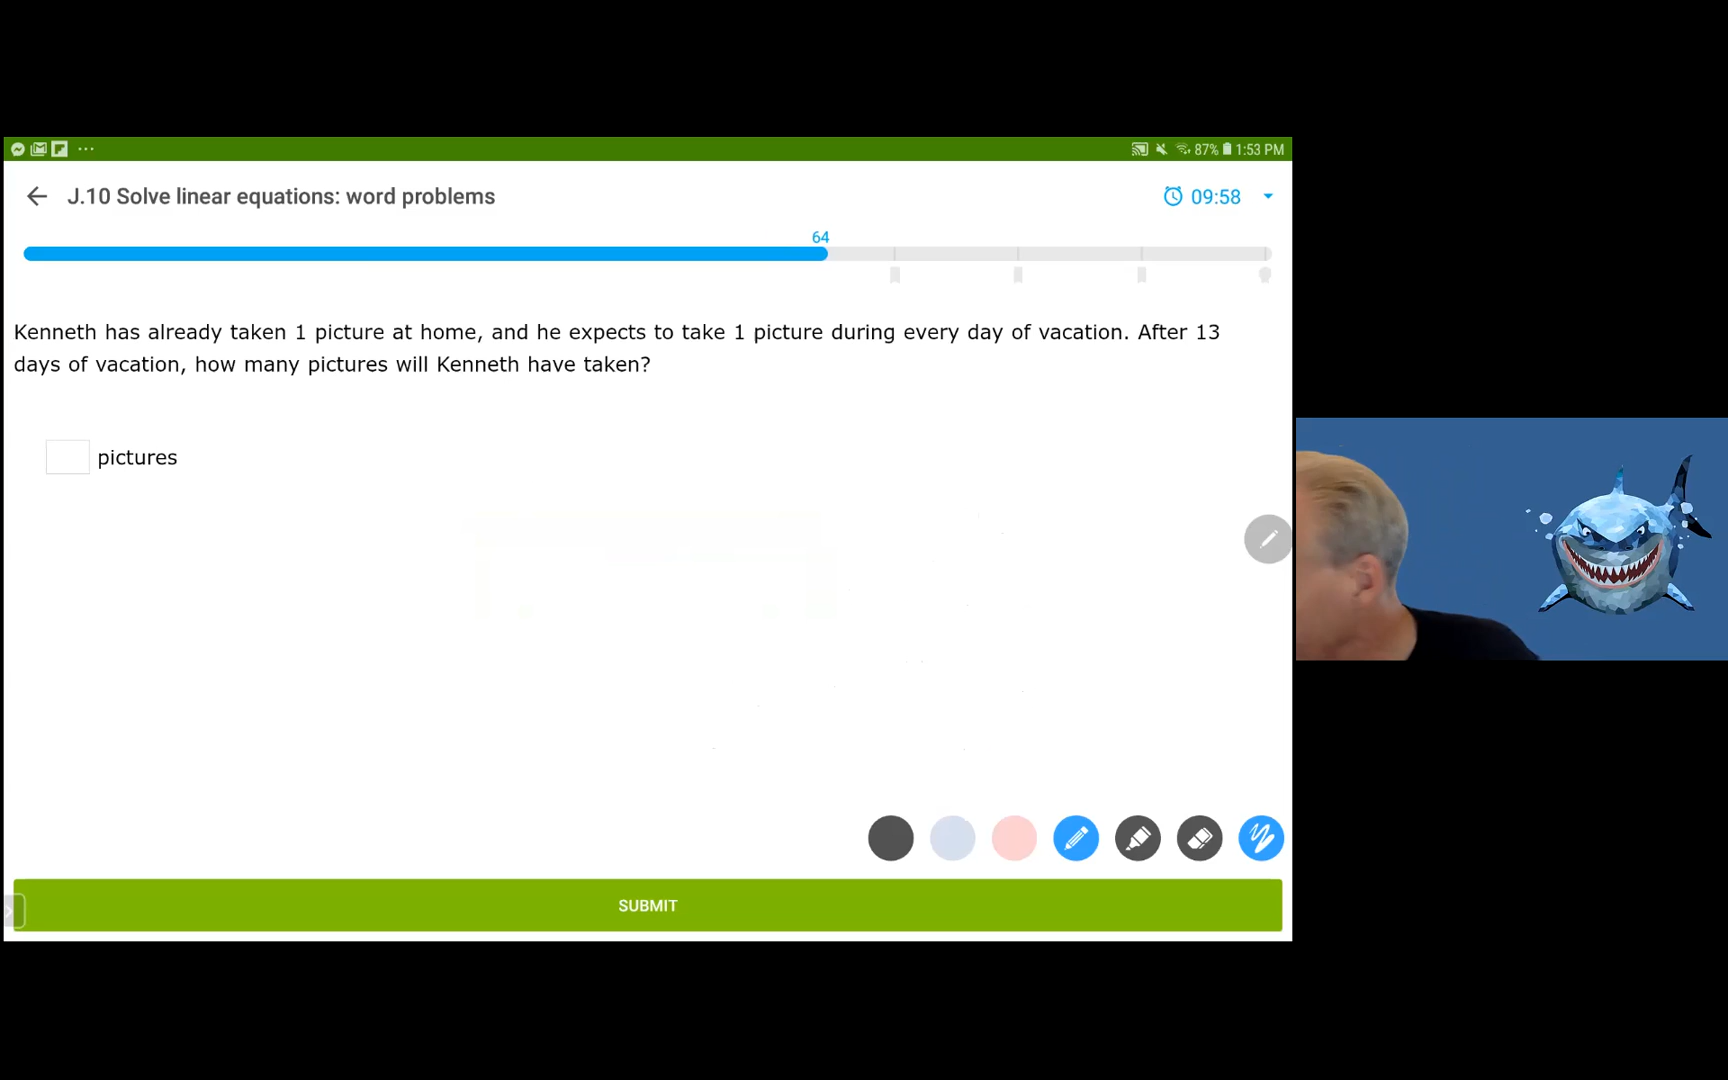 87% 1:53 PM
J.10 Solve linear equations: word problems
09:58
64
Kenneth has already taken 1 picture at home, and he expects to take 1 picture during every day of vacation. After 13
days of vacation, how many pictures will Kenneth have taken?
pictures
SUBMIT